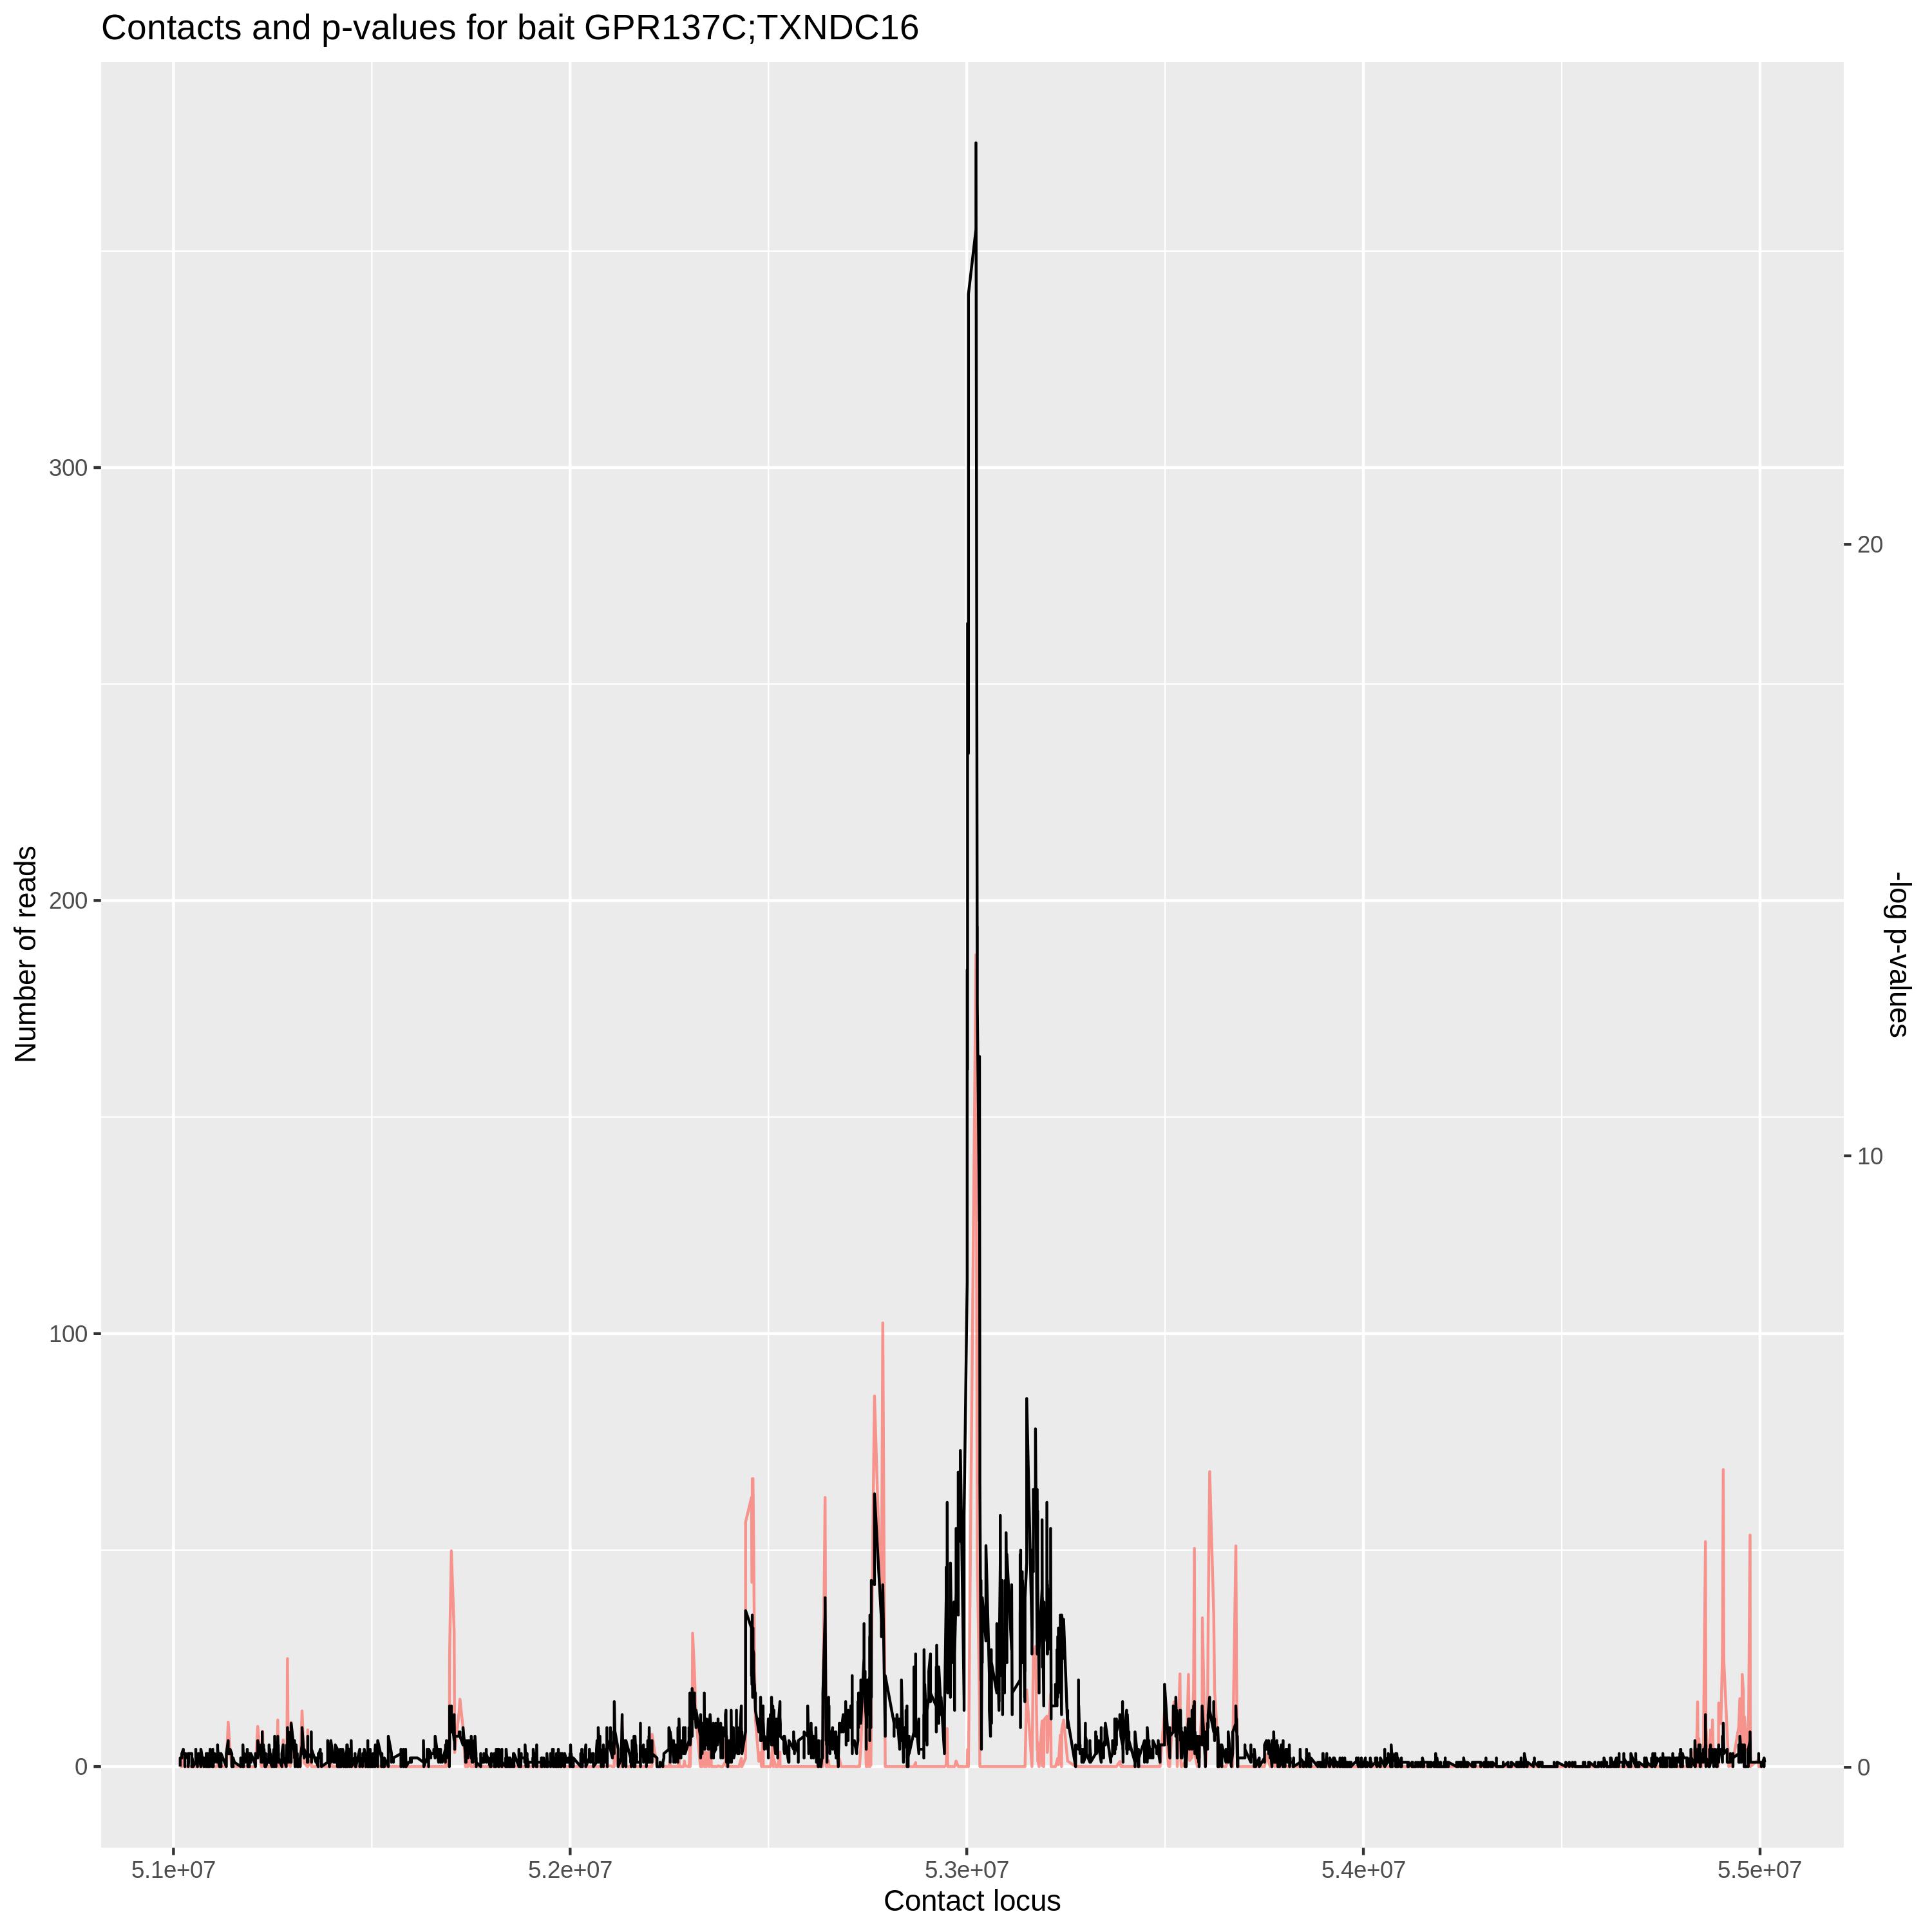 Contacts and p-values for bait GPR137C;TXNDC16
300
200
100
0
Number of reads
20
10
0
-log p-values
5.1e+07
5.2e+07
5.3e+07
5.4e+07
5.5e+07
Contact locus